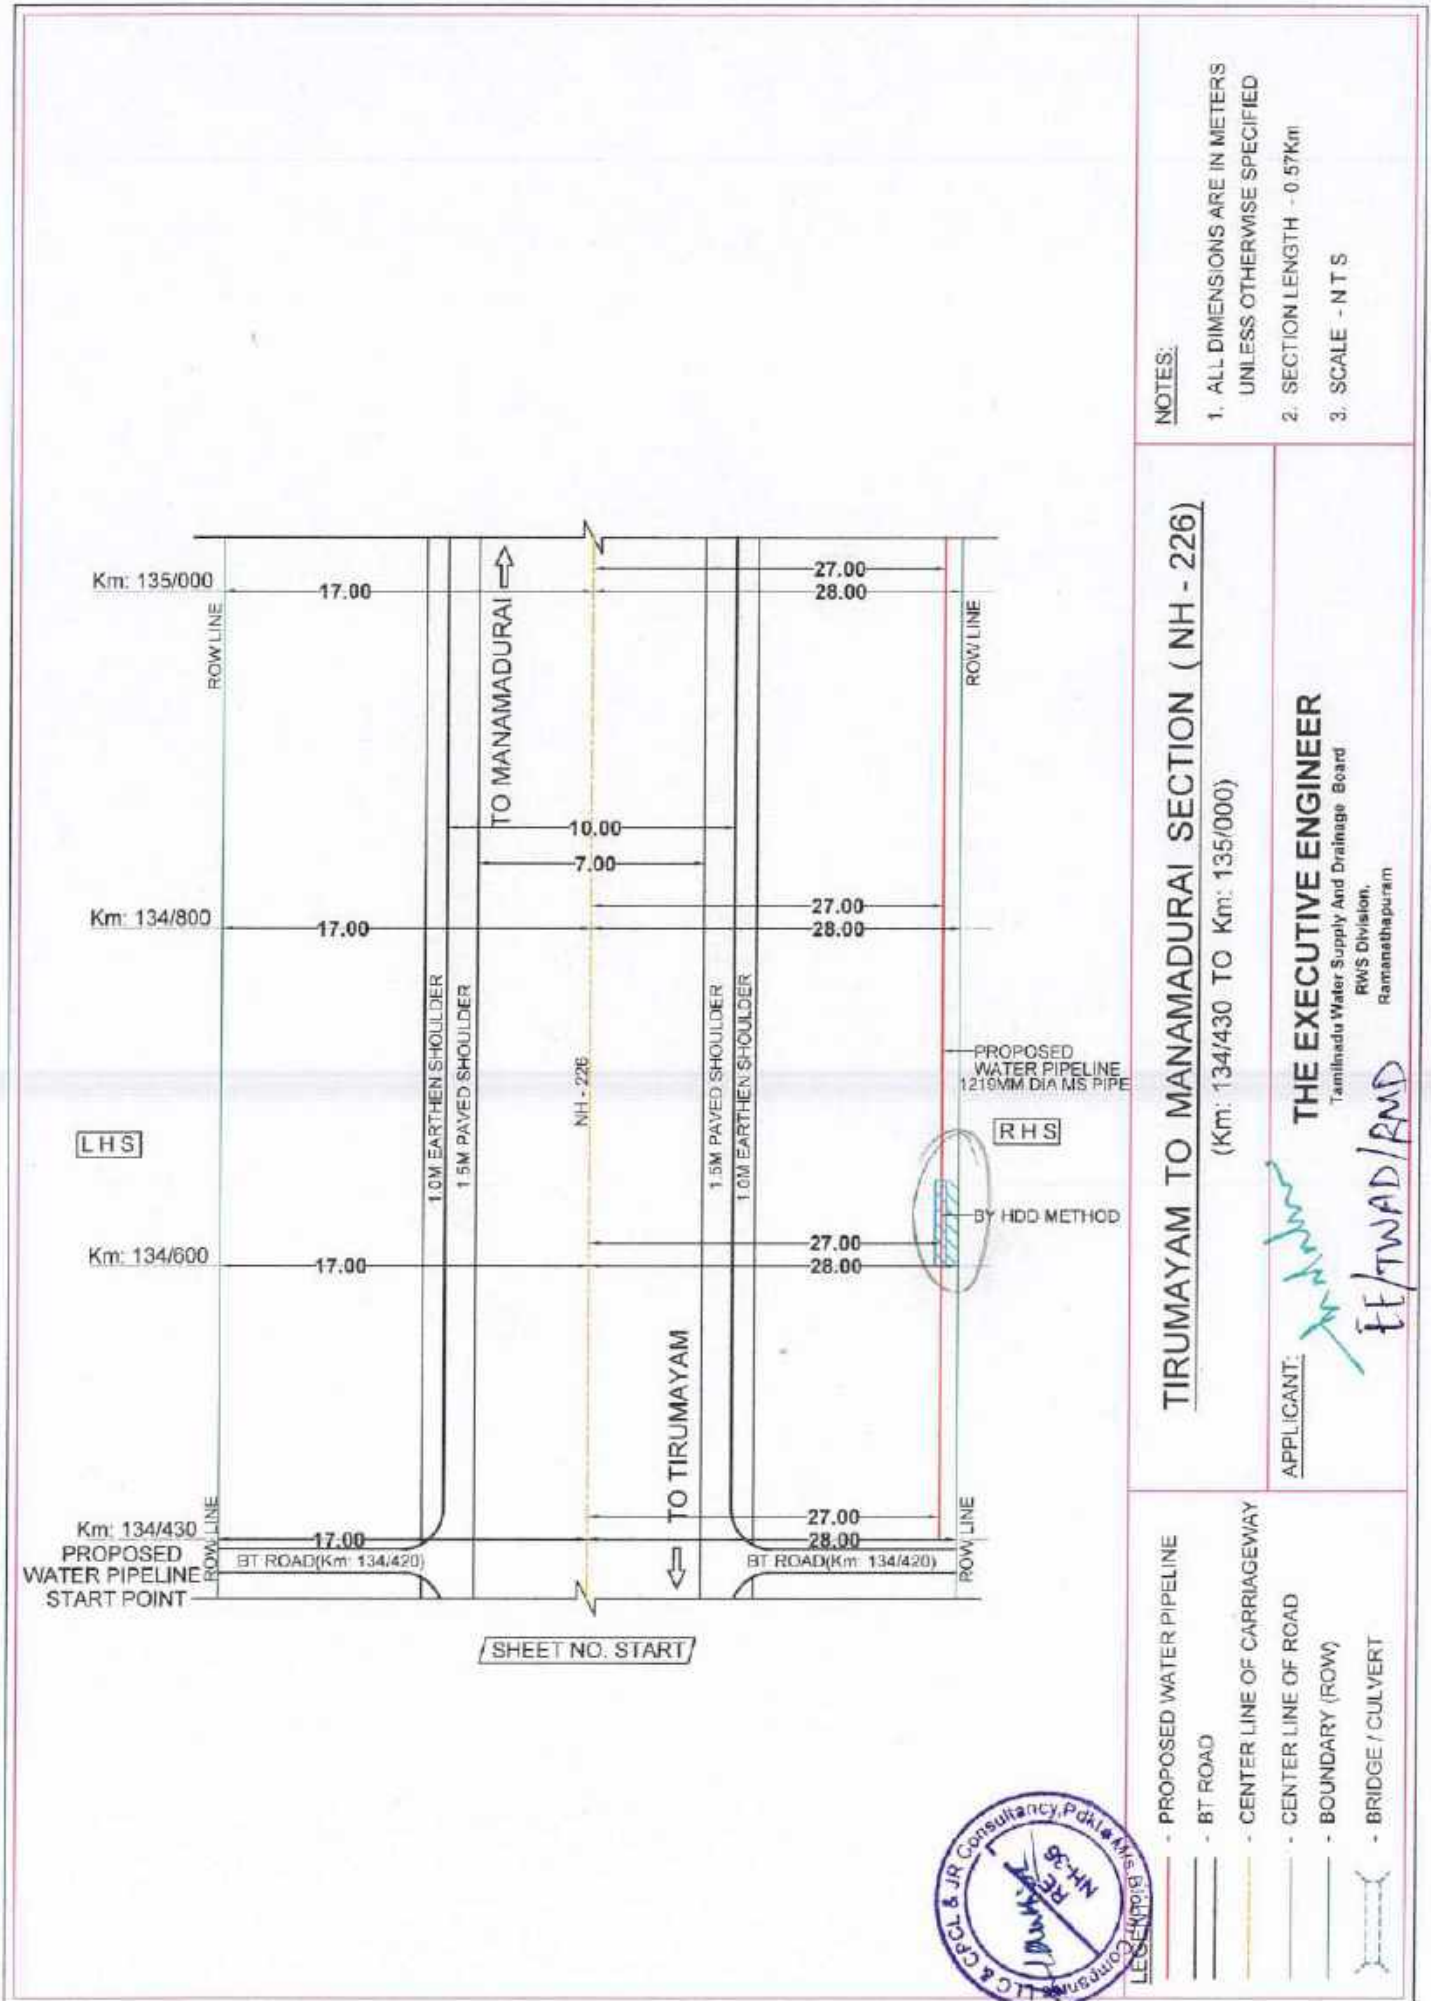 Km: 135/000
17.00
27.00
28.00
ROW LINE
ROW LINE
TO MANAMADURAI
10.00
7.00
Km: 134/800
17.00
27.00
28.00
1.0M EARTHEN SHOULDER
1.5M PAVED SHOULDER
NH - 226
1.5M PAVED SHOULDER
1.0M EARTHEN SHOULDER
PROPOSED
WATER PIPELINE
1219MM DIA MS PIPE
LHS
RHS
BY HDD METHOD
Km: 134/600
17.00
27.00
28.00
TO TIRUMAYAM
Km: 134/430
17.00
27.00
28.00
PROPOSED
WATER PIPELINE
START POINT
ROW LINE
BT ROAD(Km: 134/420)
BT ROAD(Km: 134/420)
ROW LINE
SHEET NO. START
NOTES:
1. ALL DIMENSIONS ARE IN METERS
UNLESS OTHERWISE SPECIFIED
2. SECTION LENGTH - 0.57Km
3. SCALE - N T S
TIRUMAYAM TO MANAMADURAI SECTION ( NH - 226)
(Km: 134/430 TO Km: 135/000)
APPLICANT:
THE EXECUTIVE ENGINEER
Tamilnadu Water Supply And Drainage Board
RWS Division,
Ramanathapuram
EE/TWAD/RMD
LEGEND
- PROPOSED WATER PIPELINE
- BT ROAD
- CENTER LINE OF CARRIAGEWAY
- CENTER LINE OF ROAD
- BOUNDARY (ROW)
- BRIDGE / CULVERT
LLC & CPCL & JR Consultancy, Pdkt
RE
NH-36